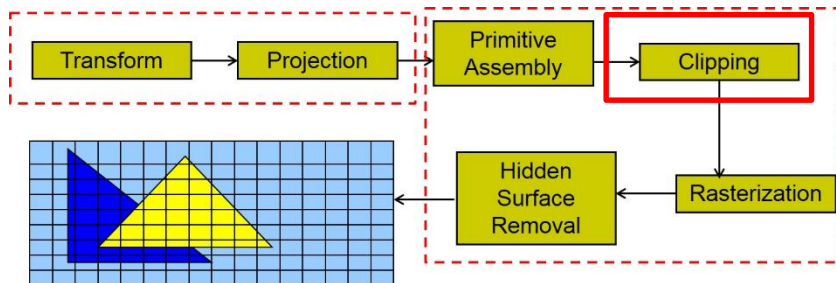 Transform
Projection
Primitive
Assembly
Clipping
Rasterization
Hidden
Surface
Removal